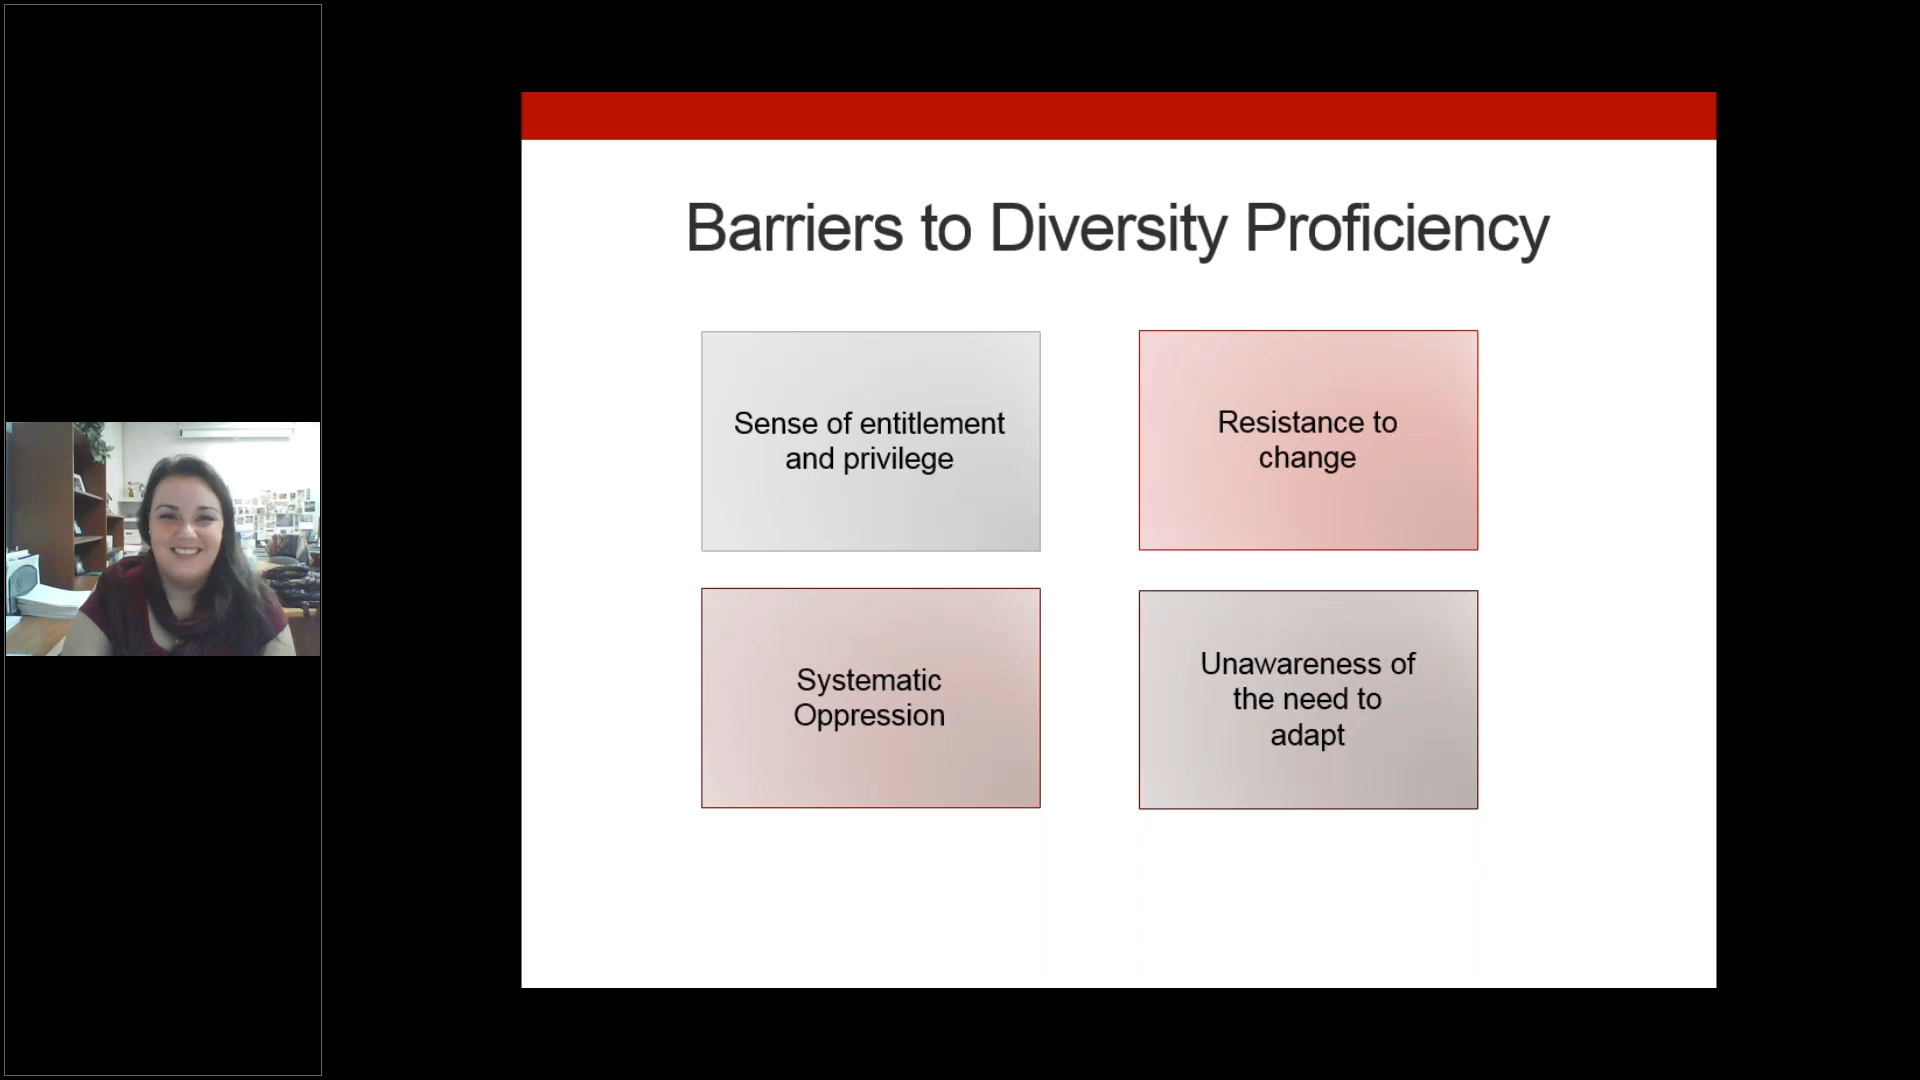 Barriers to Diversity Proficiency
Sense of entitlement
and privilege
Resistance to
change
Systematic
Oppression
Unawareness of
the need to
adapt